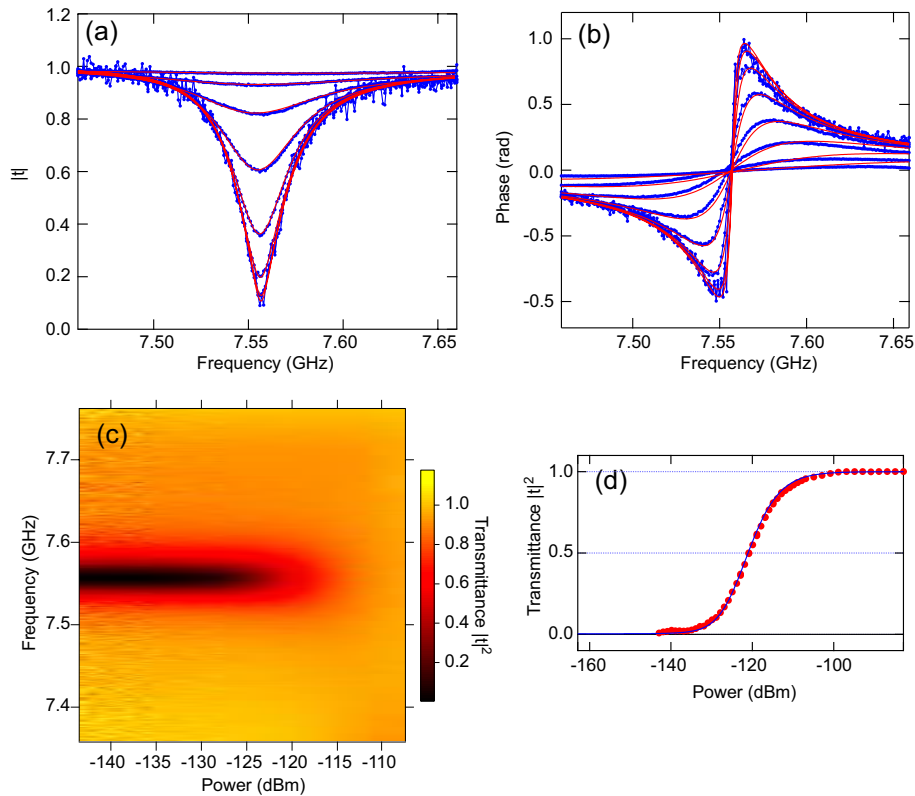 (a)
1.2
1.0
0.8
0.6
0.4
0.2
0.0
|t|
7.50 7.55 7.60 7.65
Frequency (GHz)
(b)
1.0
0.5
0.0
-0.5
Phase (rad)
7.50 7.55 7.60 7.65
Frequency (GHz)
(c)
7.7
7.6
7.5
7.4
Frequency (GHz)
-140 -135 -130 -125 -120 -115 -110
Power (dBm)
1.0
0.8
0.6
0.4
0.2
Transmittance |t|²
(d)
1.0
0.5
0.0
Transmittance |t|²
-160 -140 -120 -100
Power (dBm)